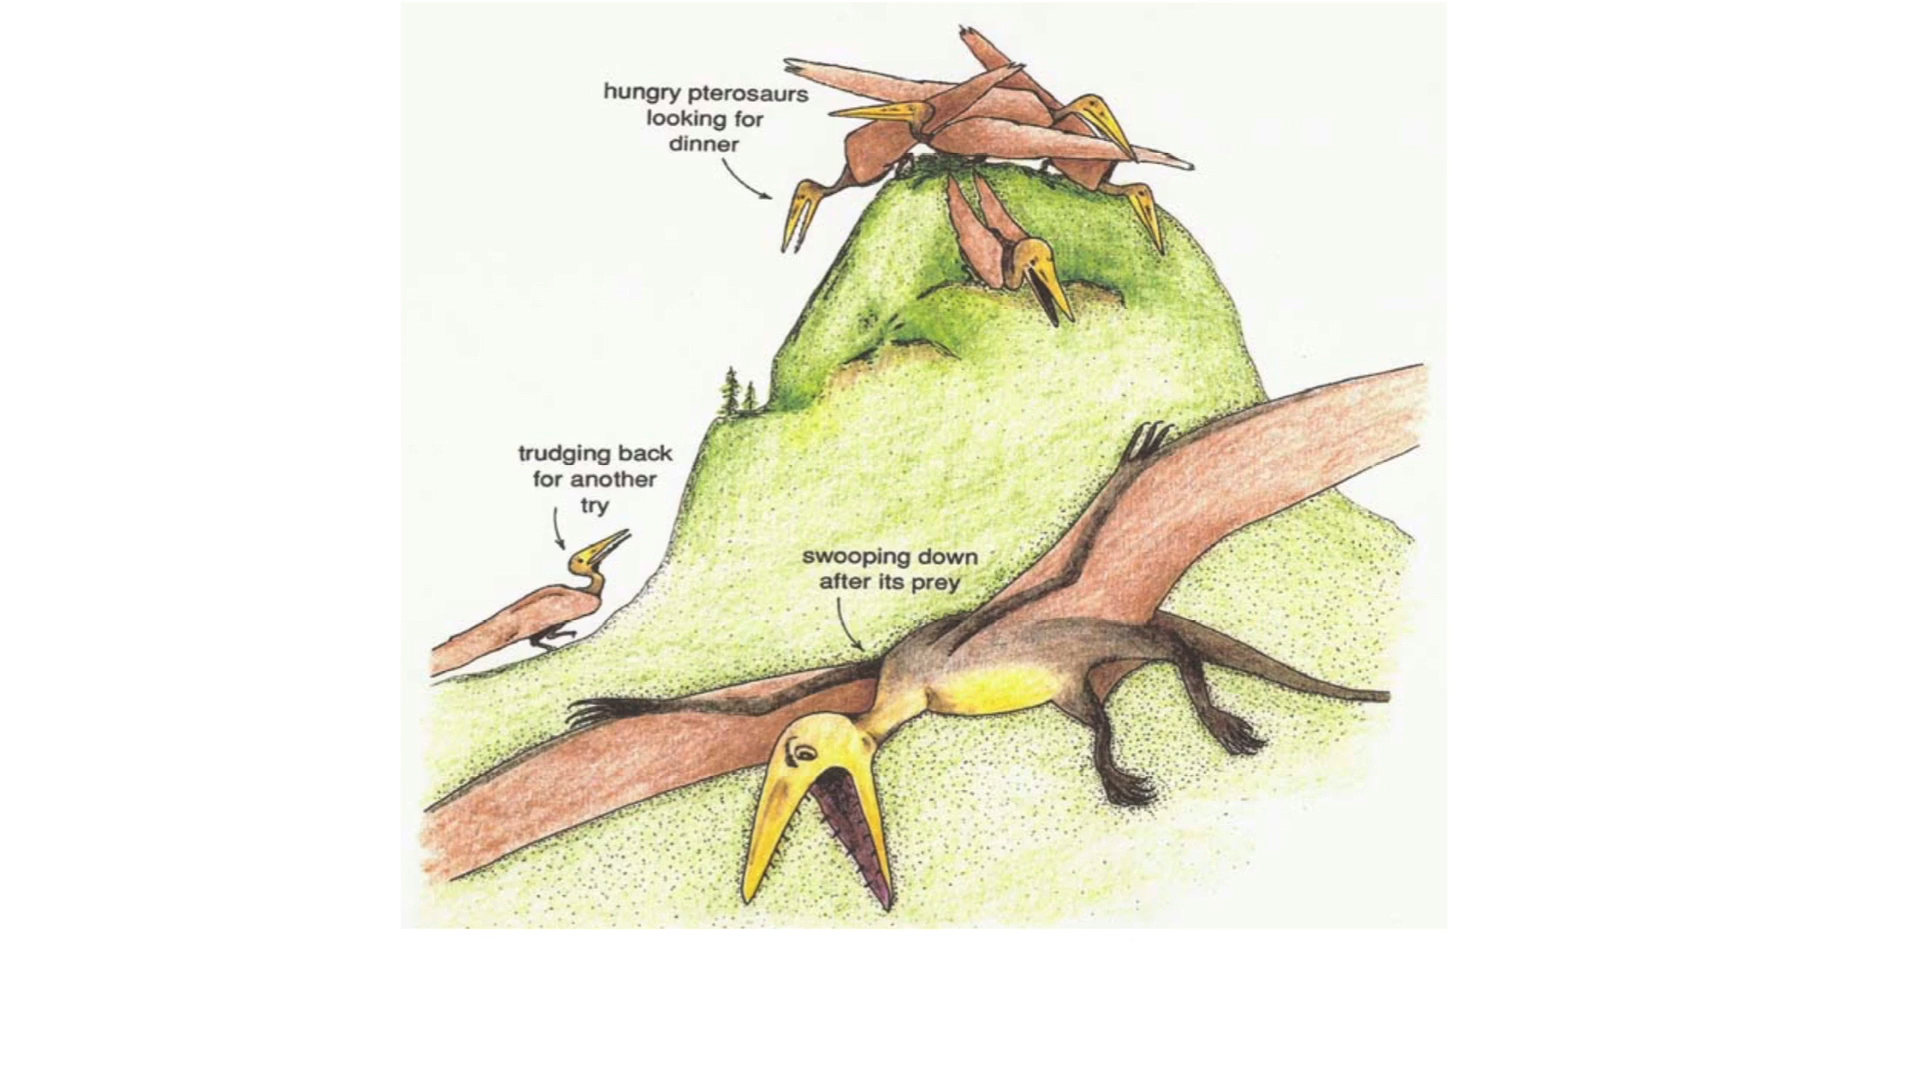 hungry pterosaurs
looking for
dinner
trudging back
for another
try
swooping down
after its prey